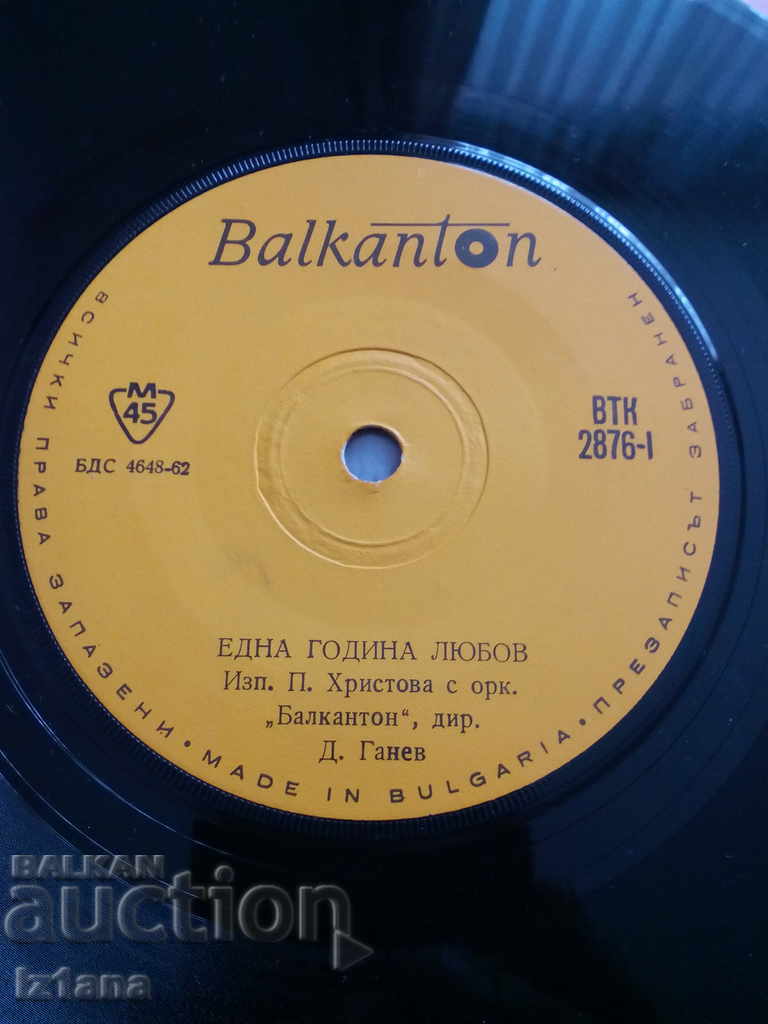 Balkanton
M
45
БДС 4648-62
ВТК
2876-I
ЕДНА ГОДИНА ЛЮБОВ
Изп. П. Христова с орк.
„Балкантон“, дир.
Д. Ганев
ВСИЧКИ ПРАВА ЗАПАЗЕНИ • MADE IN BULGARIA • ПРЕЗАПИСЪТ ЗАБРАНЕН
BALKAN
auction
Iz1ana